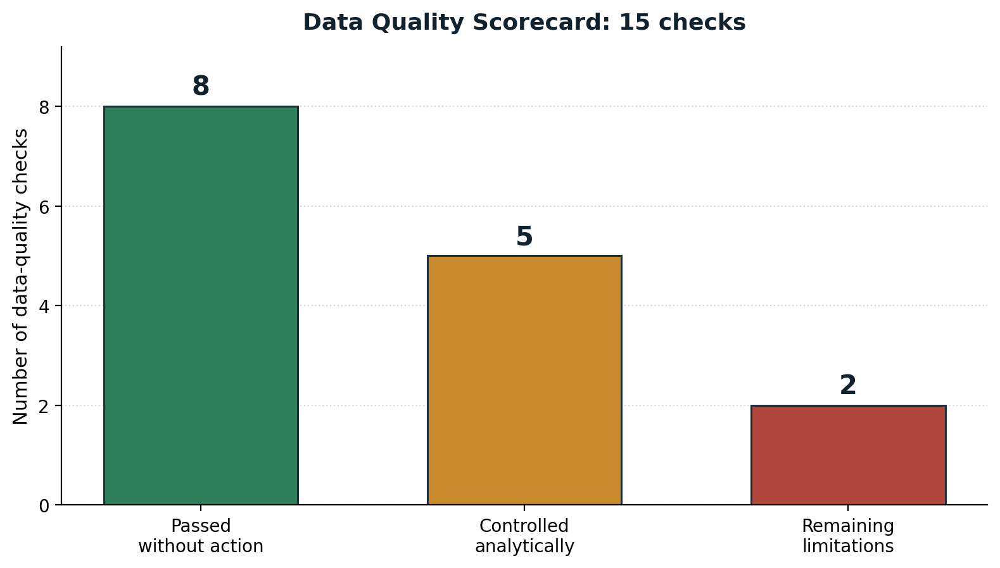 Data Quality Scorecard: 15 checks
Number of data-quality checks
8
6
4
2
0
8
5
2
Passed
without action
Controlled
analytically
Remaining
limitations